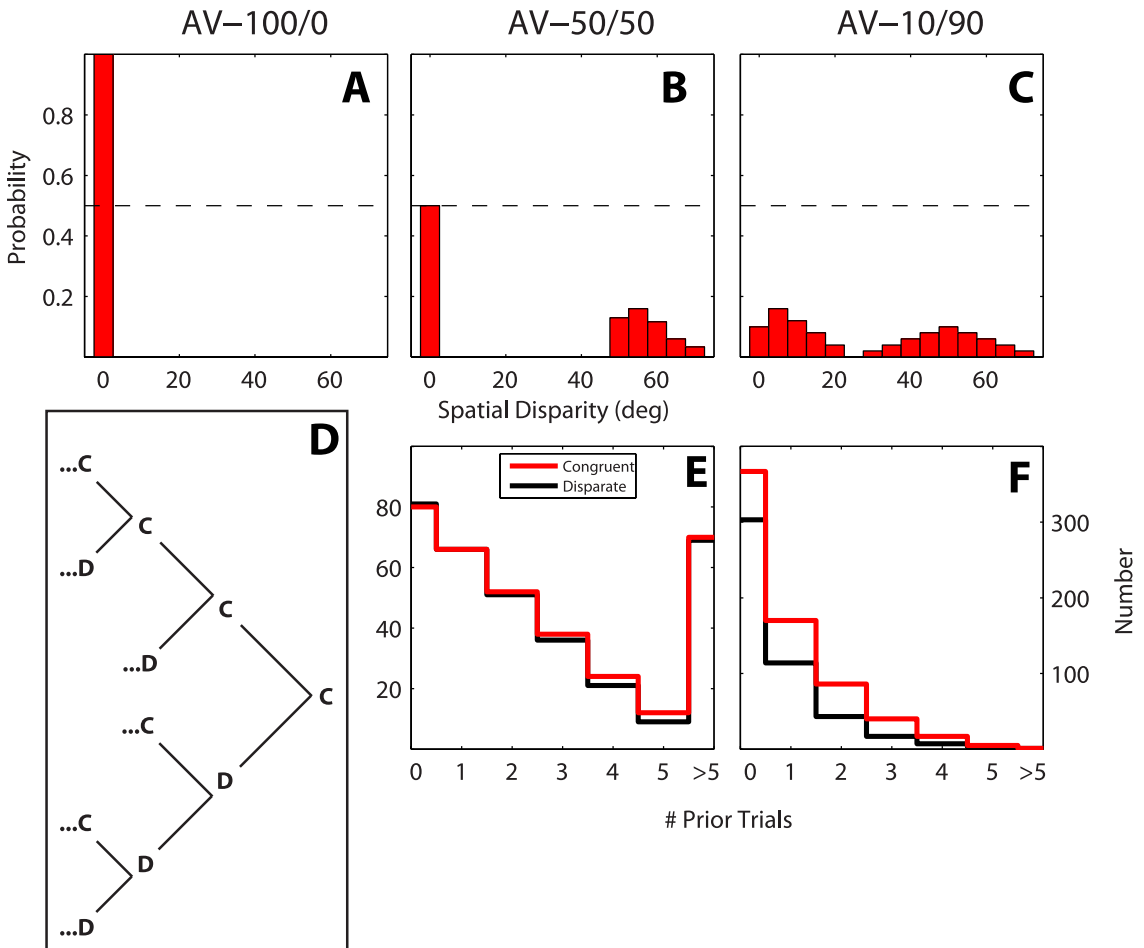 AV–100/0
AV–50/50
AV–10/90
A
B
C
Probability
0.8
0.6
0.4
0.2
0 20 40 60
0 20 40 60
0 20 40 60
Spatial Disparity (deg)
D
...C
C
...D
C
...D
C
...C
D
...C
D
...D
E
Congruent
Disparate
80
60
40
20
0 1 2 3 4 5 >5
F
300
200
100
Number
0 1 2 3 4 5 >5
# Prior Trials